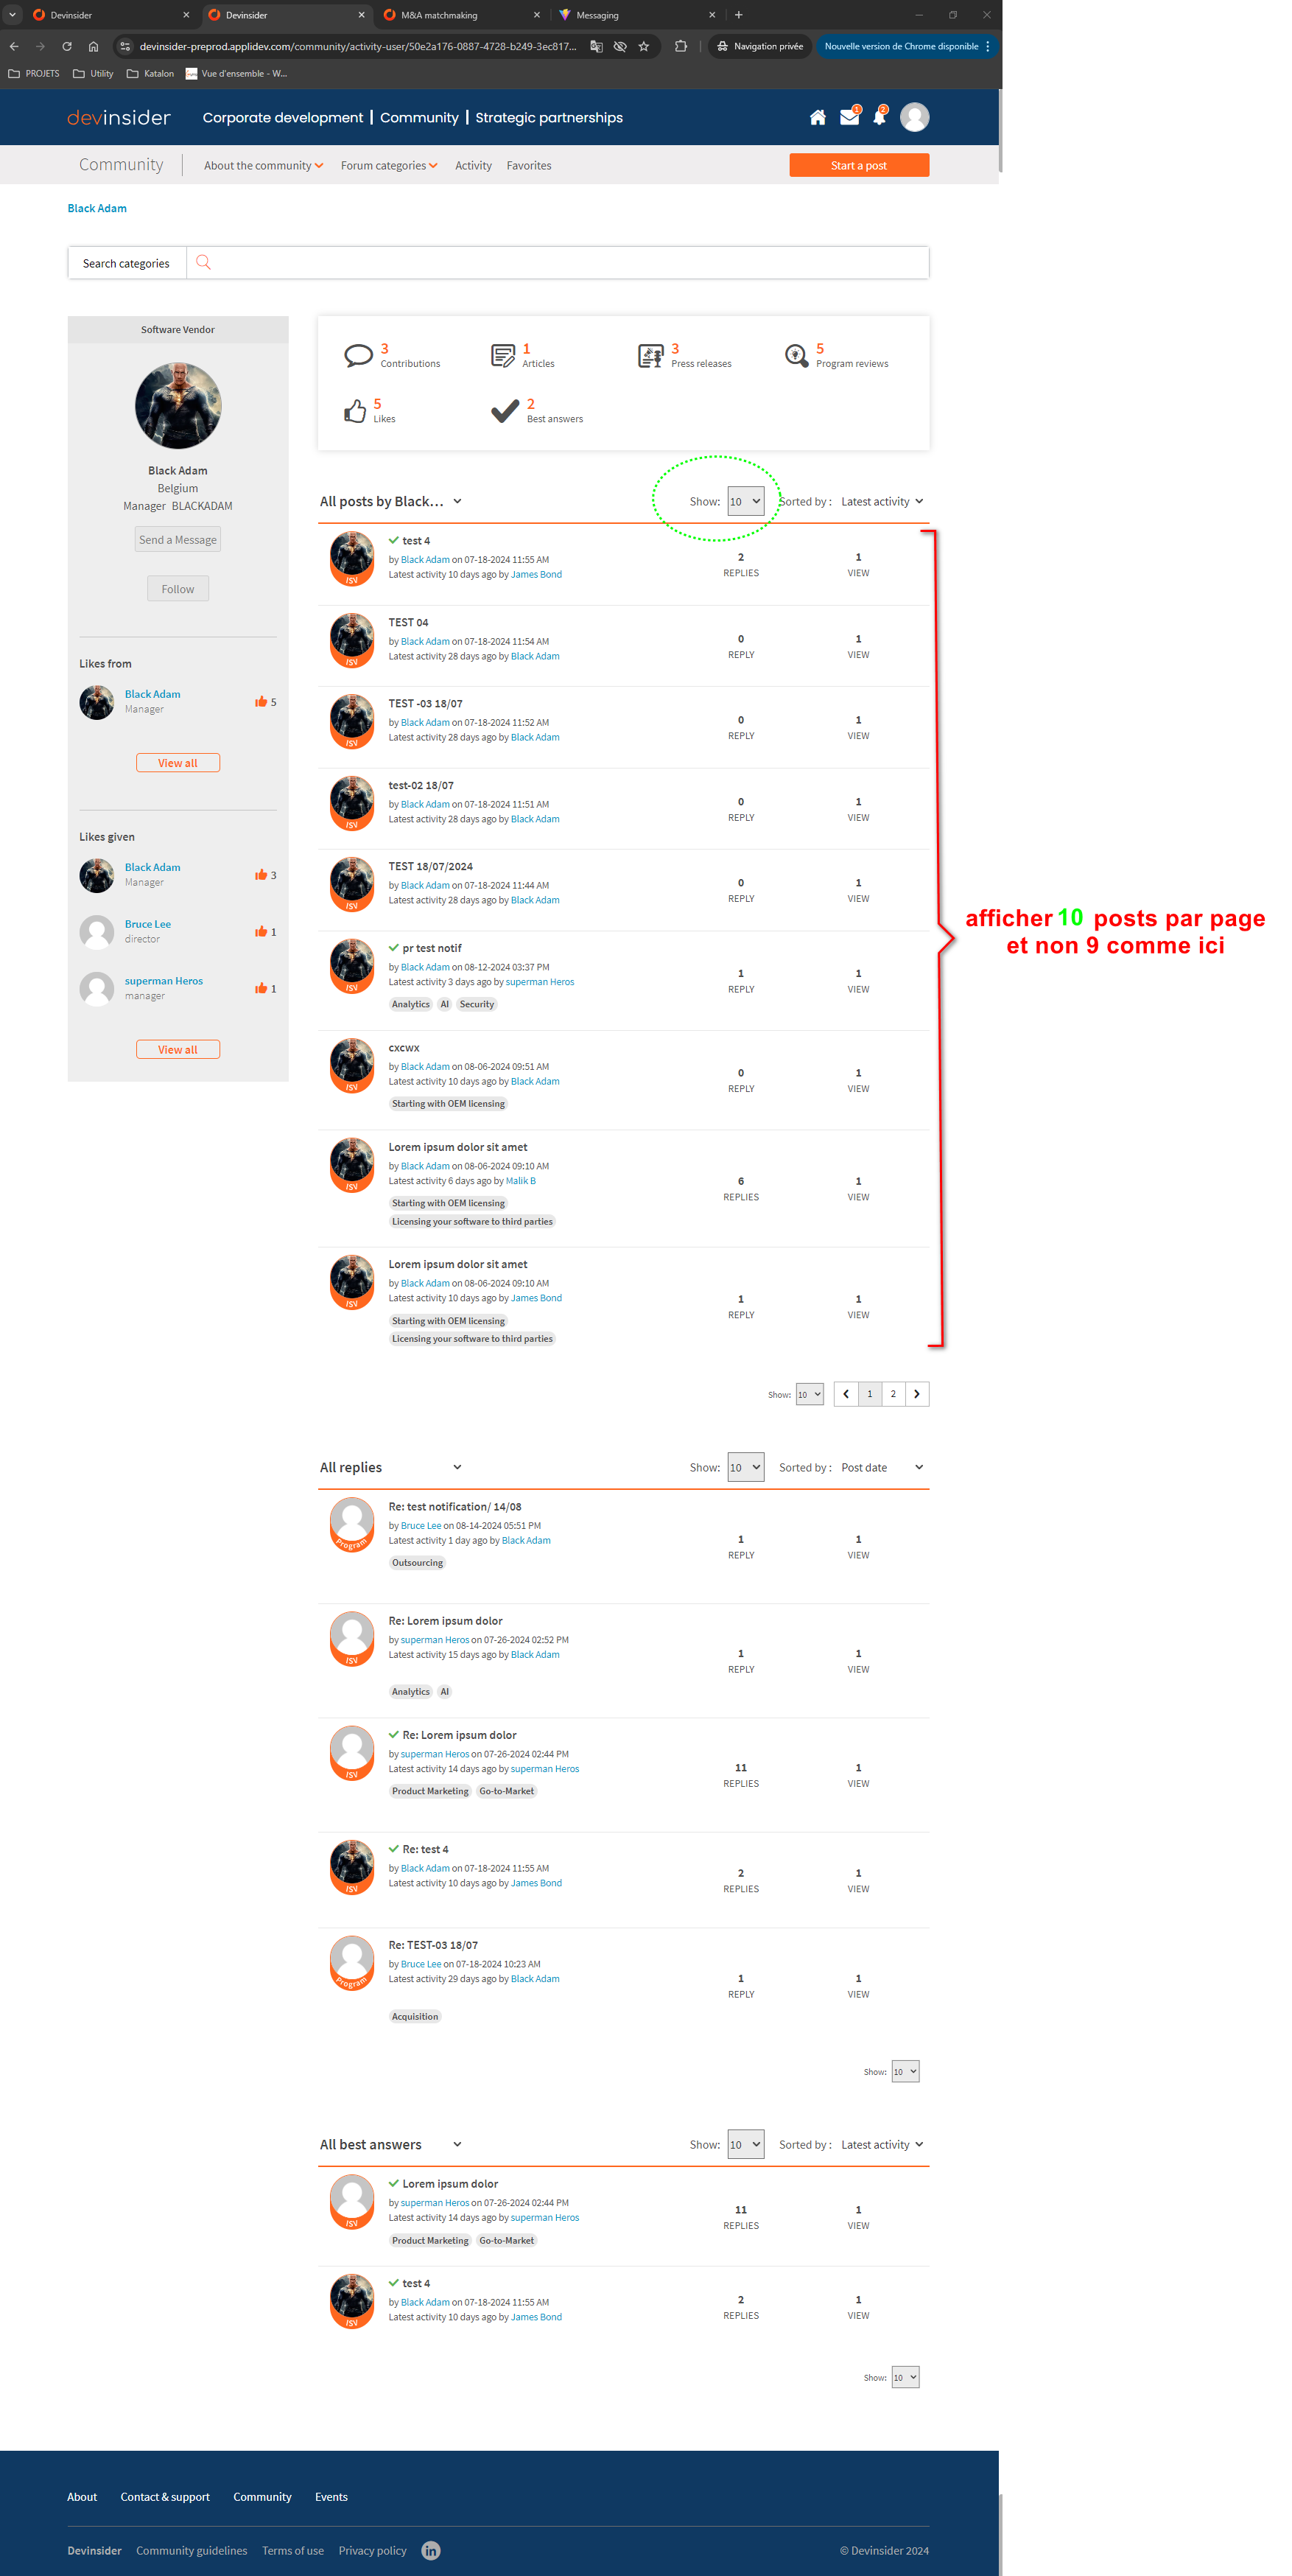 Devinsider
Devinsider
M&A matchmaking
Messaging
devinsider-preprod.applidev.com/community/activity-user/50e2a176-0887-4728-b249-3ec817...
Navigation privée
Nouvelle version de Chrome disponible
PROJETS
Utility
Katalon
Vue d'ensemble - W...
devinsider
Corporate development | Community | Strategic partnerships
1
2
Community
About the community
Forum categories
Activity
Favorites
Start a post
Black Adam
Search categories
Software Vendor
Black Adam
Belgium
Manager BLACKADAM
Send a Message
Follow
Likes from
Black Adam
Manager
5
View all
Likes given
Black Adam
Manager
3
Bruce Lee
director
1
superman Heros
manager
1
View all
3
Contributions
1
Articles
3
Press releases
5
Program reviews
5
Likes
2
Best answers
All posts by Black...
Show: 10
Sorted by : Latest activity
ISV
test 4
by Black Adam on 07-18-2024 11:55 AM
Latest activity 10 days ago by James Bond
2
REPLIES
1
VIEW
ISV
TEST 04
by Black Adam on 07-18-2024 11:54 AM
Latest activity 28 days ago by Black Adam
0
REPLY
1
VIEW
ISV
TEST -03 18/07
by Black Adam on 07-18-2024 11:52 AM
Latest activity 28 days ago by Black Adam
0
REPLY
1
VIEW
ISV
test-02 18/07
by Black Adam on 07-18-2024 11:51 AM
Latest activity 28 days ago by Black Adam
0
REPLY
1
VIEW
ISV
TEST 18/07/2024
by Black Adam on 07-18-2024 11:44 AM
Latest activity 28 days ago by Black Adam
0
REPLY
1
VIEW
ISV
pr test notif
by Black Adam on 08-12-2024 03:37 PM
Latest activity 3 days ago by superman Heros
Analytics AI Security
1
REPLY
1
VIEW
ISV
cxcwx
by Black Adam on 08-06-2024 09:51 AM
Latest activity 10 days ago by Black Adam
Starting with OEM licensing
0
REPLY
1
VIEW
ISV
Lorem ipsum dolor sit amet
by Black Adam on 08-06-2024 09:10 AM
Latest activity 6 days ago by Malik B
Starting with OEM licensing
Licensing your software to third parties
6
REPLIES
1
VIEW
ISV
Lorem ipsum dolor sit amet
by Black Adam on 08-06-2024 09:10 AM
Latest activity 10 days ago by James Bond
Starting with OEM licensing
Licensing your software to third parties
1
REPLY
1
VIEW
afficher 10 posts par page
et non 9 comme ici
Show: 10
1 2
All replies
Show: 10
Sorted by : Post date
Program
Re: test notification/ 14/08
by Bruce Lee on 08-14-2024 05:51 PM
Latest activity 1 day ago by Black Adam
Outsourcing
1
REPLY
1
VIEW
ISV
Re: Lorem ipsum dolor
by superman Heros on 07-26-2024 02:52 PM
Latest activity 15 days ago by Black Adam
Analytics AI
1
REPLY
1
VIEW
ISV
Re: Lorem ipsum dolor
by superman Heros on 07-26-2024 02:44 PM
Latest activity 14 days ago by superman Heros
Product Marketing Go-to-Market
11
REPLIES
1
VIEW
ISV
Re: test 4
by Black Adam on 07-18-2024 11:55 AM
Latest activity 10 days ago by James Bond
2
REPLIES
1
VIEW
Program
Re: TEST-03 18/07
by Bruce Lee on 07-18-2024 10:23 AM
Latest activity 29 days ago by Black Adam
Acquisition
1
REPLY
1
VIEW
Show: 10
All best answers
Show: 10
Sorted by : Latest activity
ISV
Lorem ipsum dolor
by superman Heros on 07-26-2024 02:44 PM
Latest activity 14 days ago by superman Heros
Product Marketing Go-to-Market
11
REPLIES
1
VIEW
ISV
test 4
by Black Adam on 07-18-2024 11:55 AM
Latest activity 10 days ago by James Bond
2
REPLIES
1
VIEW
Show: 10
About
Contact & support
Community
Events
Devinsider
Community guidelines
Terms of use
Privacy policy
in
© Devinsider 2024